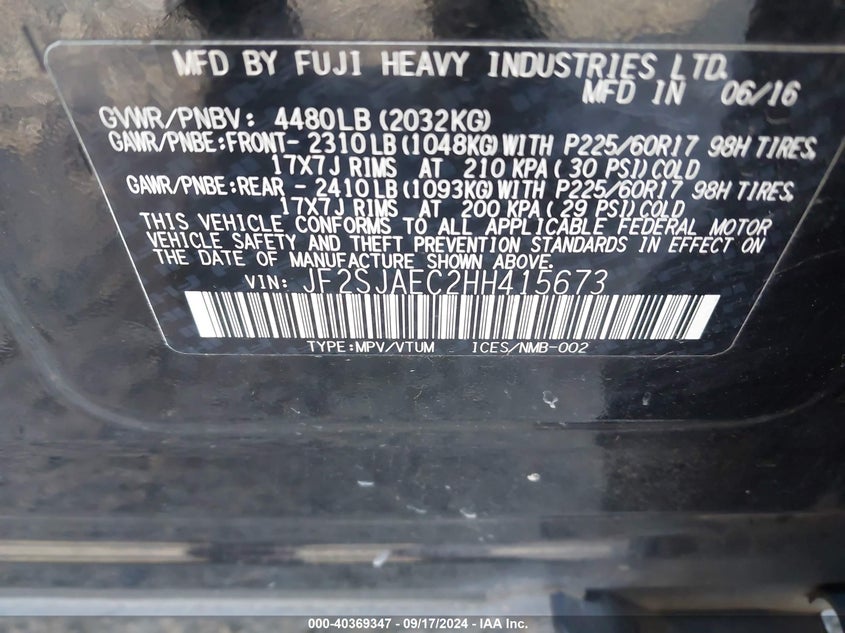 MFD BY FUJI HEAVY INDUSTRIES LTD.
MFD IN 06/16
GVWR/PNBV: 4480LB(2032KG)
GAWR/PNBE:FRONT- 2310LB(1048KG)WITH P225/60R17 98H TIRES,
17X7J RIMS AT 210 KPA(30 PSI)COLD
GAWR/PNBE:REAR - 2410LB(1093KG)WITH P225/60R17 98H TIRES,
17X7J RIMS AT 200 KPA(29 PSI)COLD
THIS VEHICLE CONFORMS TO ALL APPLICABLE FEDERAL MOTOR
VEHICLE SAFETY AND THEFT PREVENTION STANDARDS IN EFFECT ON
THE DATE OF MANUFACTURE SHOWN ABOVE.
VIN: JF2SJAEC2HH415673
TYPE:MPV/VTUM ICES/NMB-002
000-40369347 - 09/17/2024 - IAA Inc.